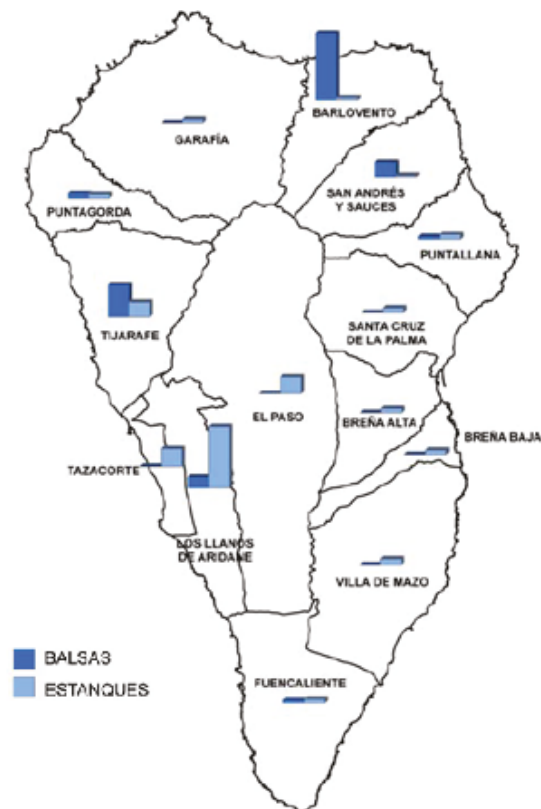 BARLOVENTO
GARAFÍA
SAN ANDRÉS
Y SAUCES
PUNTAGORDA
PUNTALLANA
SANTA CRUZ
DE LA PALMA
TIJARAFE
EL PASO
BREÑA ALTA
BREÑA BAJA
TAZACORTE
LOS LLANOS
DE ARIDANE
VILLA DE MAZO
BALSAS
ESTANQUES
FUENCALIENTE